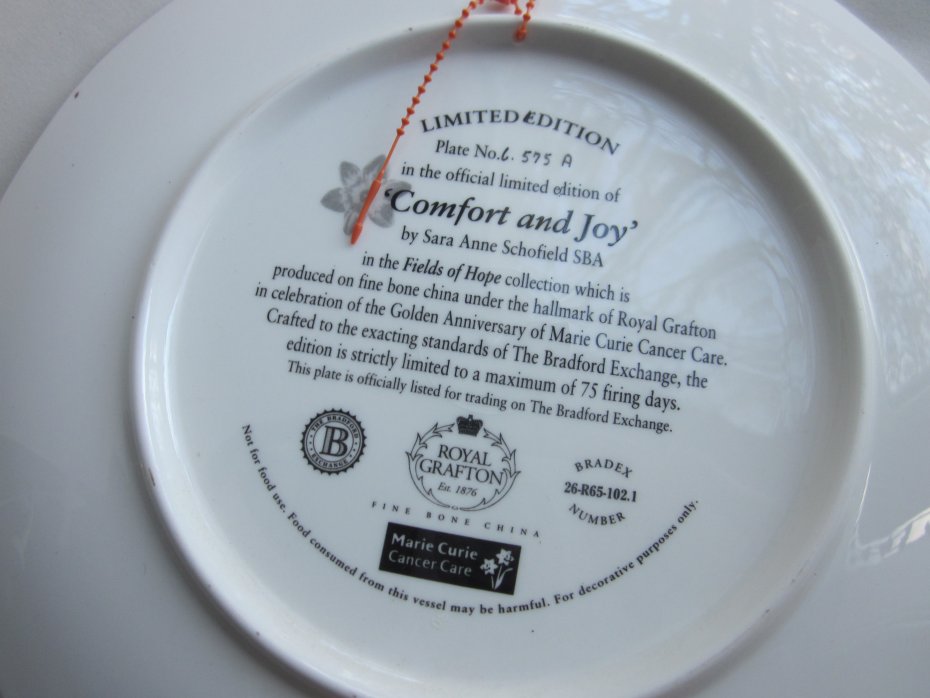 LIMITED EDITION
Plate No. 6. 575 A
in the official limited edition of
‘Comfort and Joy’
by Sara Anne Schofield SBA
in the Fields of Hope collection which is
produced on fine bone china under the hallmark of Royal Grafton
in celebration of the Golden Anniversary of Marie Curie Cancer Care.
Crafted to the exacting standards of The Bradford Exchange, the
edition is strictly limited to a maximum of 75 firing days.
This plate is officially listed for trading on The Bradford Exchange.
THE BRADFORD
B
EXCHANGE
ROYAL
GRAFTON
Est. 1876
FINE BONE CHINA
BRADEX
26-R65-102.1
NUMBER
Marie Curie
Cancer Care
Not for food use. Food consumed from this vessel may be harmful. For decorative purposes only.